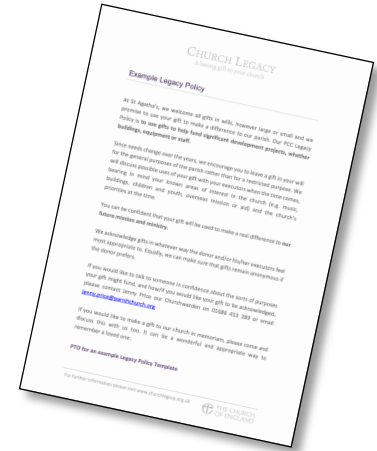 CHURCH LEGACY
A lasting gift to your church
Example Legacy Policy
At St Agatha's, we welcome all gifts in wills, however large or small and we
promise to use your gift to make a difference to our parish. Our PCC Legacy
Policy is to use gifts to help fund significant development projects, whether
buildings, equipment or staff.
Since needs change over the years, we encourage you to leave a gift in your will
for the general purposes of the parish rather than for a restricted purpose. We
will discuss possible uses of your gift with your executors when the time comes,
bearing in mind your known areas of interest in the church (e.g. music,
buildings, children and youth, overseas mission or aid) and the church's
priorities at the time.
You can be confident that your gift will be used to make a real difference to our
future mission and ministry.
We acknowledge gifts in whatever way the donor and/or his/her executors feel
most appropriate to. Equally, we can make sure that gifts remain anonymous if
the donor prefers.
If you would like to talk to someone in confidence about the sorts of purposes
your gift might fund, and how/if you would like your gift to be acknowledged,
please contact Jenny Price our Churchwarden on 01686 453 289 or email
jenny.price@parishchurch.org
If you would like to make a gift to our church in memoriam, please come and
discuss this with us too. It can be a wonderful and appropriate way to
remember a loved one.
PTO for an example Legacy Policy Template
For further information please visit www.churchlegacy.org.uk
THE CHURCH
OF ENGLAND